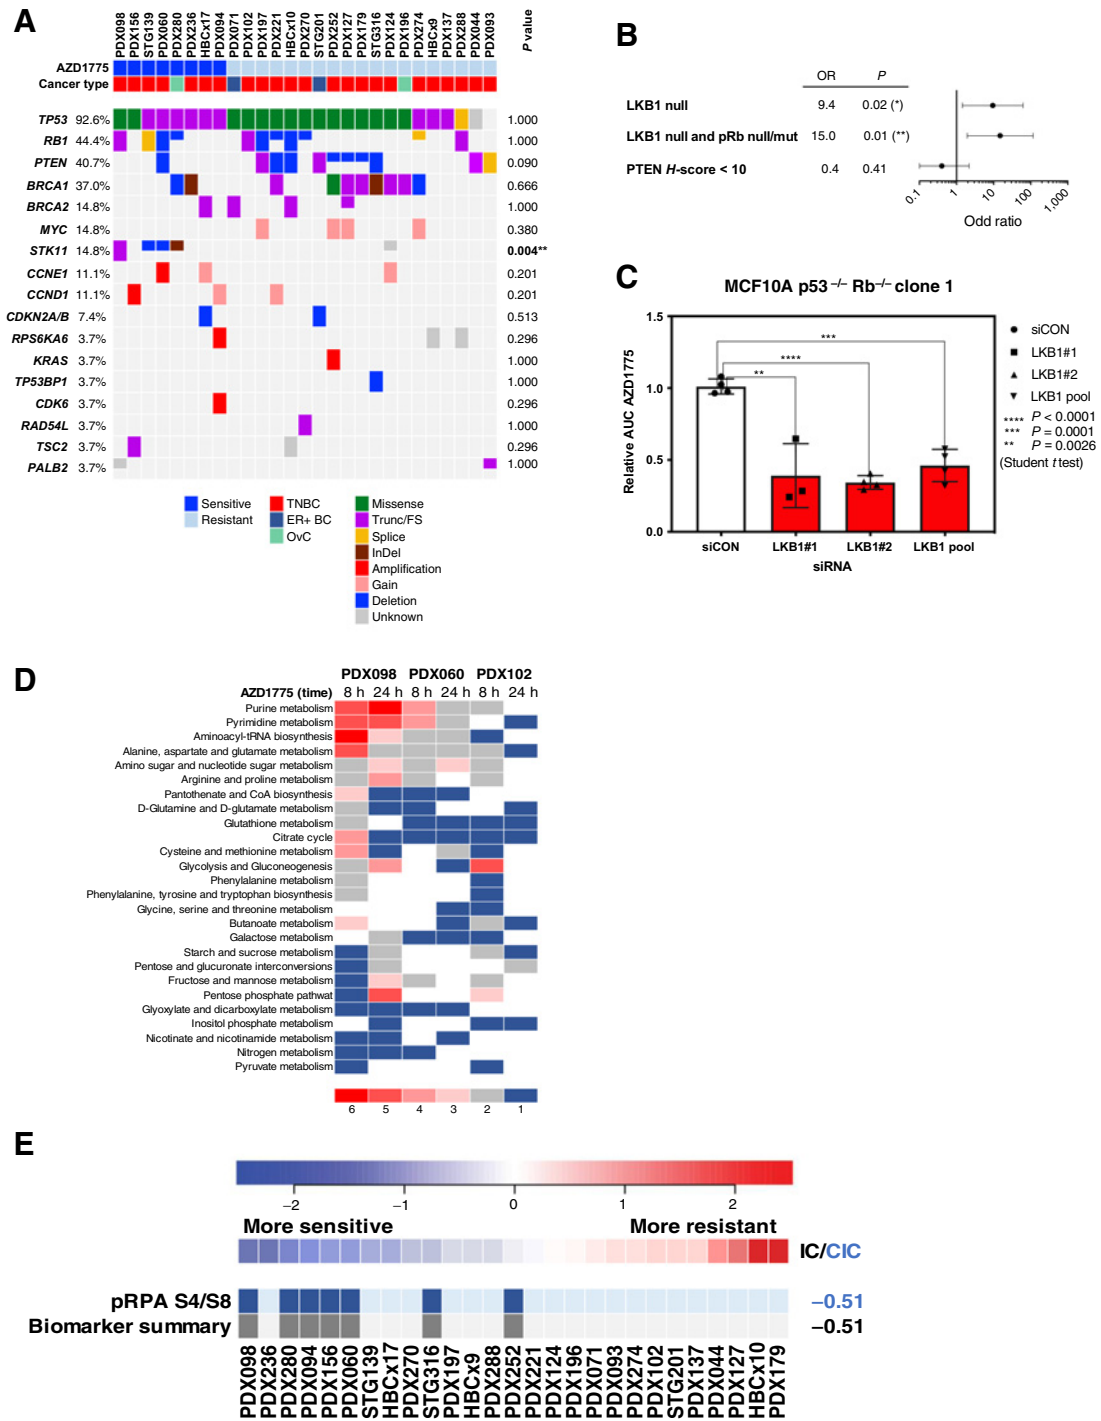 A
PDX098
PDX156
STG139
PDX060
PDX280
PDX236
HBCx17
PDX094
PDX071
PDX102
PDX197
PDX221
HBCx10
PDX270
STG201
PDX252
PDX127
PDX179
STG316
PDX124
PDX196
PDX274
HBCx9
PDX137
PDX288
PDX044
PDX093
P value
AZD1775
Cancer type
TP53 92.6% 1.000
RB1 44.4% 1.000
PTEN 40.7% 0.090
BRCA1 37.0% 0.666
BRCA2 14.8% 1.000
MYC 14.8% 0.380
STK11 14.8% 0.004**
CCNE1 11.1% 0.201
CCND1 11.1% 0.201
CDKN2A/B 7.4% 0.513
RPS6KA6 3.7% 0.296
KRAS 3.7% 1.000
TP53BP1 3.7% 1.000
CDK6 3.7% 0.296
RAD54L 3.7% 1.000
TSC2 3.7% 0.296
PALB2 3.7% 1.000
Sensitive
Resistant
TNBC
ER+ BC
OvC
Missense
Trunc/FS
Splice
InDel
Amplification
Gain
Deletion
Unknown
B
OR P
LKB1 null 9.4 0.02 (*)
LKB1 null and pRb null/mut 15.0 0.01 (**)
PTEN H-score < 10 0.4 0.41
0.1 1 10 100 1,000
Odd ratio
C
MCF10A p53 –/– Rb–/– clone 1
Relative AUC AZD1775
1.5
1.0
0.5
0.0
***
****
**
siCON LKB1#1 LKB1#2 LKB1 pool
siRNA
siCON
LKB1#1
LKB1#2
LKB1 pool
**** P < 0.0001
*** P = 0.0001
** P = 0.0026
(Student t test)
D
PDX098 PDX060 PDX102
AZD1775 (time) 8 h 24 h 8 h 24 h 8 h 24 h
Purine metabolism
Pyrimidine metabolism
Aminoacyl-tRNA biosynthesis
Alanine, aspartate and glutamate metabolism
Amino sugar and nucleotide sugar metabolism
Arginine and proline metabolism
Pantothenate and CoA biosynthesis
D-Glutamine and D-glutamate metabolism
Glutathione metabolism
Citrate cycle
Cysteine and methionine metabolism
Glycolysis and Gluconeogenesis
Phenylalanine metabolism
Phenylalanine, tyrosine and tryptophan biosynthesis
Glycine, serine and threonine metabolism
Butanoate metabolism
Galactose metabolism
Starch and sucrose metabolism
Pentose and glucuronate interconversions
Fructose and mannose metabolism
Pentose phosphate pathwat
Glyoxylate and dicarboxylate metabolism
Inositol phosphate metabolism
Nicotinate and nicotinamide metabolism
Nitrogen metabolism
Pyruvate metabolism
6 5 4 3 2 1
E
−2 −1 0 1 2
More sensitive More resistant
IC/CIC
pRPA S4/S8 −0.51
Biomarker summary −0.51
PDX098
PDX236
PDX280
PDX094
PDX156
PDX060
STG139
HBCx17
PDX270
STG316
PDX197
HBCx9
PDX288
PDX252
PDX221
PDX124
PDX196
PDX071
PDX093
PDX274
PDX102
STG201
PDX137
PDX044
PDX127
HBCx10
PDX179